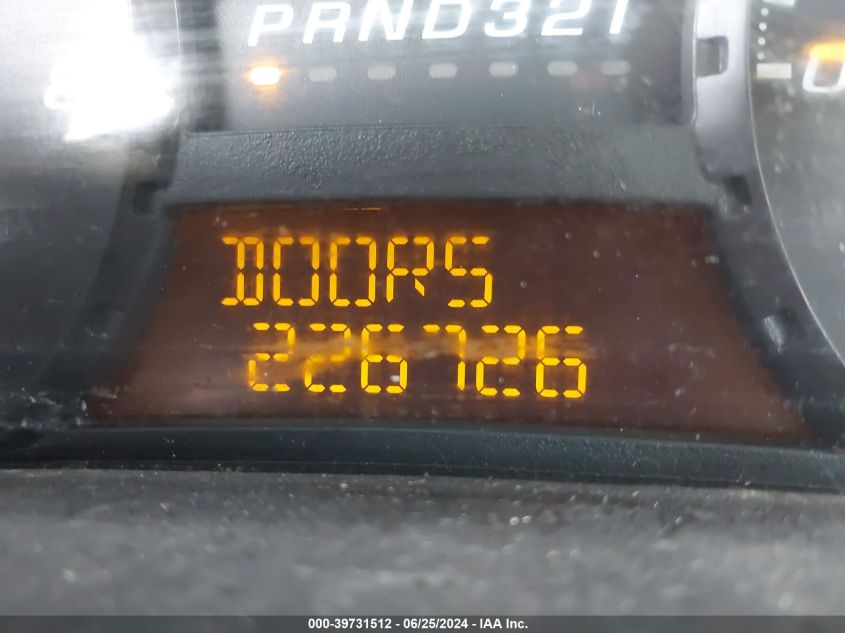 PRND321
DOORS
226726
000-39731512 / 06/25/2024 - IAA Inc.